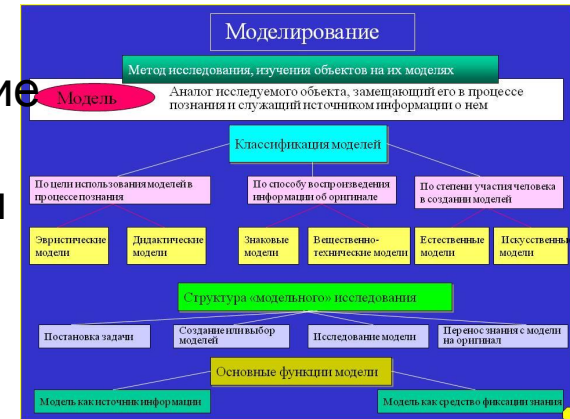 Моделирование
Метод исследования, изучения объектов на их моделях
ие
Модель
Аналог исследуемого объекта, замещающий его в процессе
познания и служащий источником информации о нем
Классификация моделей
По цели использования моделей в
процессе познания
По способу воспроизведения
информации об оригинале
По степени участия человека
в создании моделей
Эвристические
модели
Дидактические
модели
Знаковые
модели
Вещественно-
технические модели
Естественные
модели
Искусственны
модели
Структура «модельного» исследования
Постановка задачи
Создание или выбор
моделей
Исследование модели
Перенос знания с модели
на оригинал
Основные функции модели
Модель как источник информации
Модель как средство фиксации знания